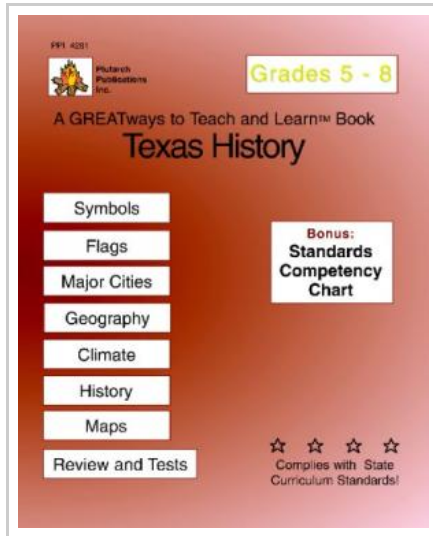 PPI 4261
Plutarch
Publications
Inc.
Grades 5 - 8
A GREATways to Teach and Learn™ Book
Texas History
Symbols
Flags
Major Cities
Geography
Climate
History
Maps
Review and Tests
Bonus:
Standards
Competency
Chart
Complies with State
Curriculum Standards!